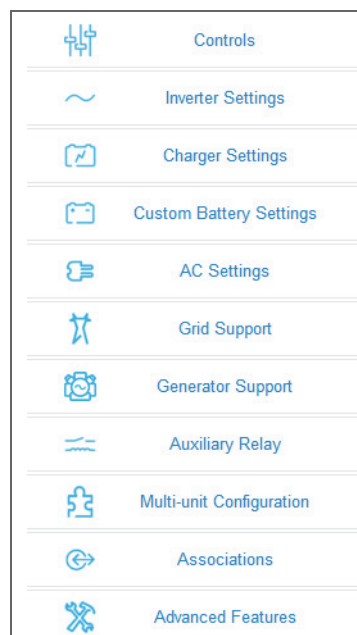 Controls
Inverter Settings
Charger Settings
Custom Battery Settings
AC Settings
Grid Support
Generator Support
Auxiliary Relay
Multi-unit Configuration
Associations
Advanced Features